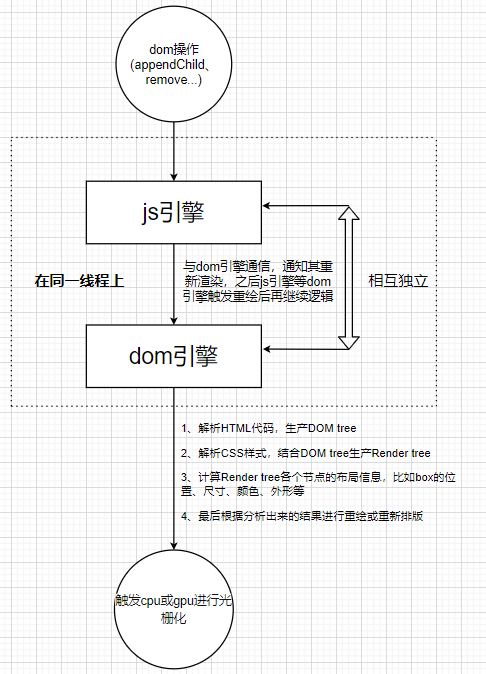 dom操作
(appendChild、
remove...)
js引擎
在同一线程上
与dom引擎通信，通知其重
新渲染，之后js引擎等dom
引擎触发重绘后再继续逻辑
相互独立
dom引擎
1、解析HTML代码，生产DOM tree
2、解析CSS样式，结合DOM tree生产Render tree
3、计算Render tree各个节点的布局信息，比如box的位
置、尺寸、颜色、外形等
4、最后根据分析出来的结果进行重绘或重新排版
触发cpu或gpu进行光
栅化